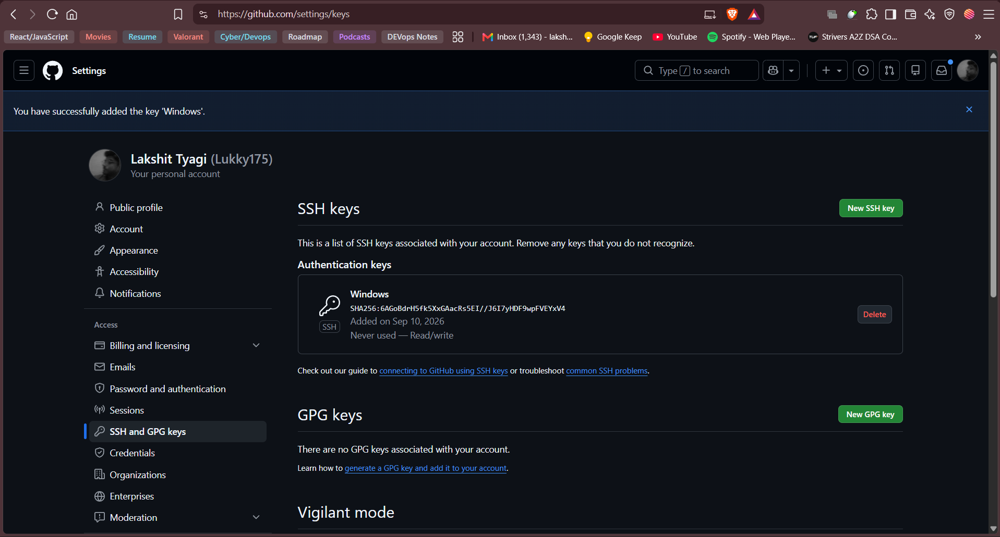 https://github.com/settings/keys
React/JavaScript Movies Resume Valorant Cyber/Devops Roadmap Podcasts DEVops Notes Inbox (1,343) - laksh... Google Keep YouTube Spotify - Web Playe... TUF Strivers A2Z DSA Co... »
Settings
Type / to search
You have successfully added the key 'Windows'.
Lakshit Tyagi (Lukky175)
Your personal account
Public profile
Account
Appearance
Accessibility
Notifications
Access
Billing and licensing
Emails
Password and authentication
Sessions
SSH and GPG keys
Credentials
Organizations
Enterprises
Moderation
SSH keys
New SSH key
This is a list of SSH keys associated with your account. Remove any keys that you do not recognize.
Authentication keys
Windows
SHA256:6AGoBdrH5fk5XxGAacRs5EI//J6I7yHDF9wpFVEYxV4
Added on Sep 10, 2026
Never used — Read/write
SSH
Delete
Check out our guide to connecting to GitHub using SSH keys or troubleshoot common SSH problems.
GPG keys
New GPG key
There are no GPG keys associated with your account.
Learn how to generate a GPG key and add it to your account.
Vigilant mode